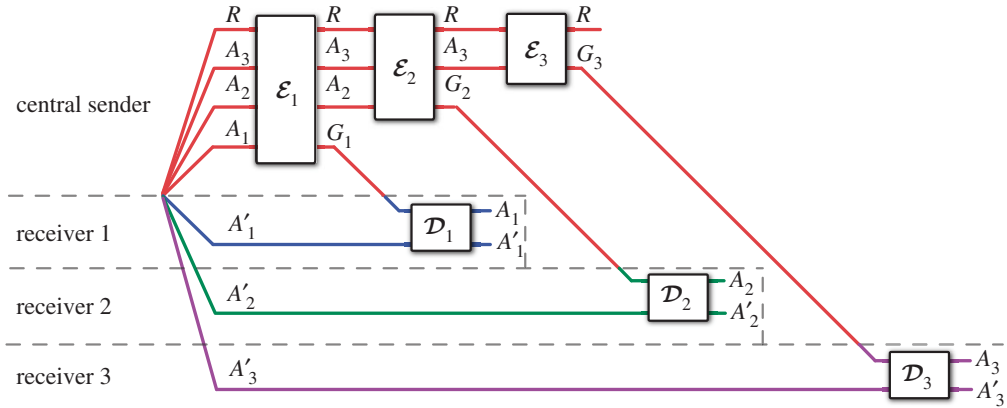 R R R R
A₃ A₃ A₃ G₃
A₂ A₂ G₂
A₁ G₁
central sender
ℰ₁ ℰ₂ ℰ₃
receiver 1
A′₁ 𝒟₁ A₁
A′₁
receiver 2
A′₂ 𝒟₂ A₂
A′₂
receiver 3
A′₃ 𝒟₃ A₃
A′₃